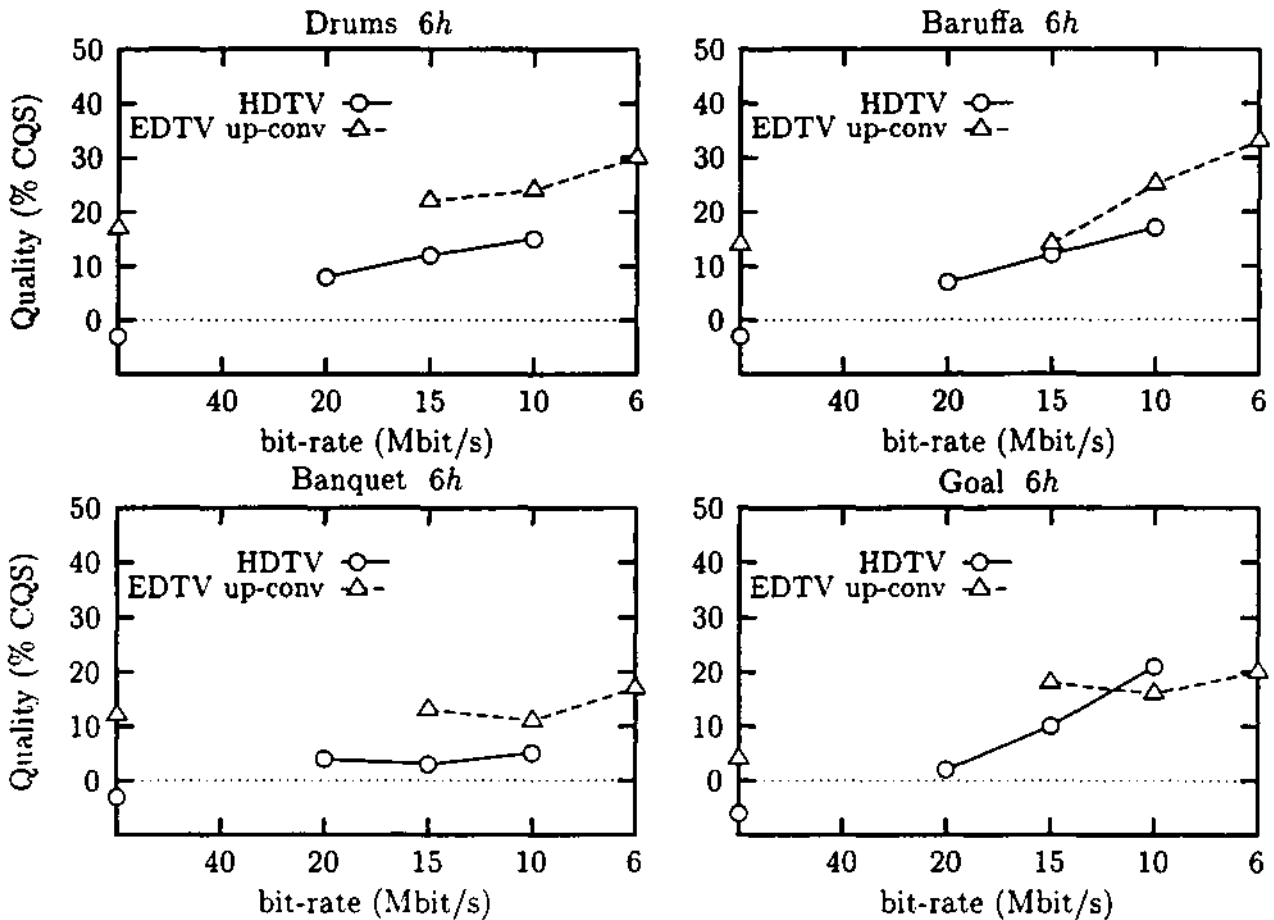 Drums 6h
Quality (% CQS)
50
40
30
20
10
0
HDTV
EDTV up-conv
40 20 15 10 6
bit-rate (Mbit/s)
Baruffa 6h
50
40
30
20
10
0
HDTV
EDTV up-conv
40 20 15 10 6
bit-rate (Mbit/s)
Banquet 6h
Quality (% CQS)
50
40
30
20
10
0
HDTV
EDTV up-conv
40 20 15 10 6
bit-rate (Mbit/s)
Goal 6h
50
40
30
20
10
0
HDTV
EDTV up-conv
40 20 15 10 6
bit-rate (Mbit/s)